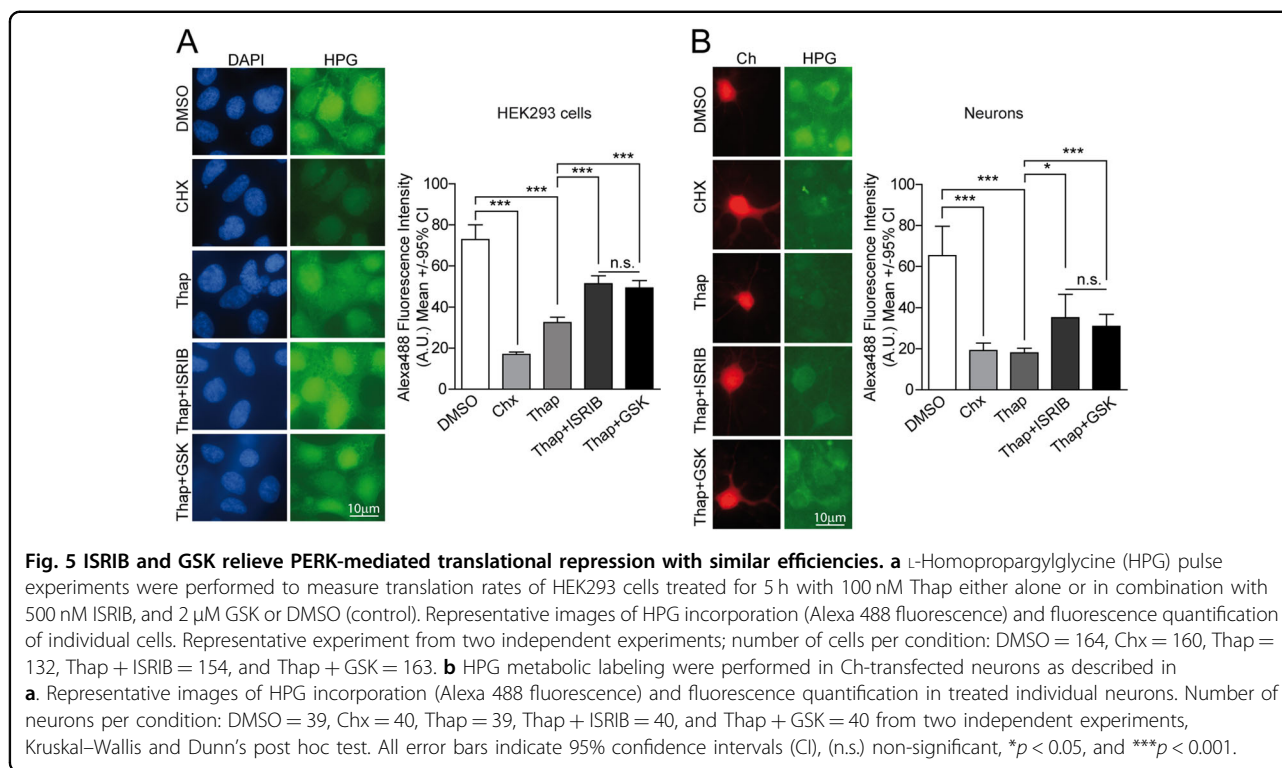 A
DAPI
HPG
DMSO
CHX
Thap
Thap+ISRIB
Thap+GSK
10µm
HEK293 cells
Alexa488 Fluorescence Intensity
(A.U.) Mean +/-95% CI
100
80
60
40
20
0
***
***
***
***
n.s.
DMSO
Chx
Thap
Thap+ISRIB
Thap+GSK
B
Ch
HPG
DMSO
CHX
Thap
Thap+ISRIB
Thap+GSK
10µm
Neurons
Alexa488 Fluorescence Intensity
(A.U.) Mean +/-95% CI
100
80
60
40
20
0
***
***
*
***
n.s.
DMSO
Chx
Thap
Thap+ISRIB
Thap+GSK
Fig. 5 ISRIB and GSK relieve PERK-mediated translational repression with similar efficiencies. a L-Homopropargylglycine (HPG) pulse
experiments were performed to measure translation rates of HEK293 cells treated for 5 h with 100 nM Thap either alone or in combination with
500 nM ISRIB, and 2 µM GSK or DMSO (control). Representative images of HPG incorporation (Alexa 488 fluorescence) and fluorescence quantification
of individual cells. Representative experiment from two independent experiments; number of cells per condition: DMSO = 164, Chx = 160, Thap =
132, Thap + ISRIB = 154, and Thap + GSK = 163. b HPG metabolic labeling were performed in Ch-transfected neurons as described in
a. Representative images of HPG incorporation (Alexa 488 fluorescence) and fluorescence quantification in treated individual neurons. Number of
neurons per condition: DMSO = 39, Chx = 40, Thap = 39, Thap + ISRIB = 40, and Thap + GSK = 40 from two independent experiments,
Kruskal–Wallis and Dunn's post hoc test. All error bars indicate 95% confidence intervals (CI), (n.s.) non-significant, *p < 0.05, and ***p < 0.001.